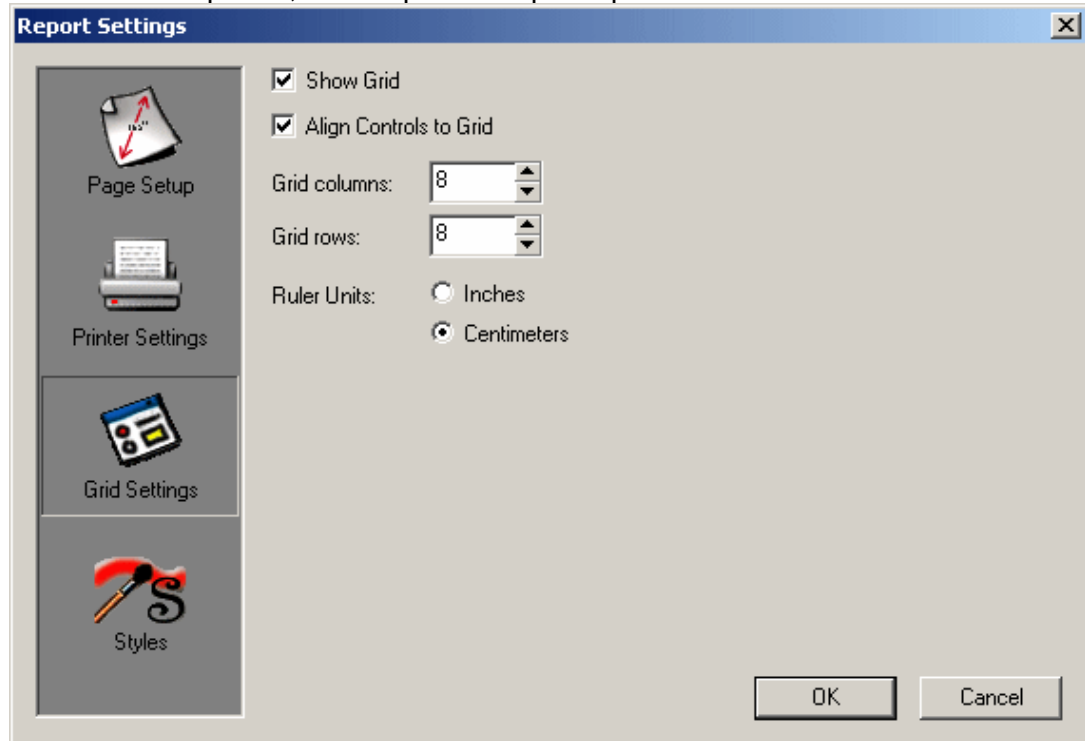 Report Settings
Show Grid
Align Controls to Grid
Grid columns: 8
Grid rows: 8
Ruler Units: Inches
Centimeters
Page Setup
Printer Settings
Grid Settings
Styles
OK Cancel